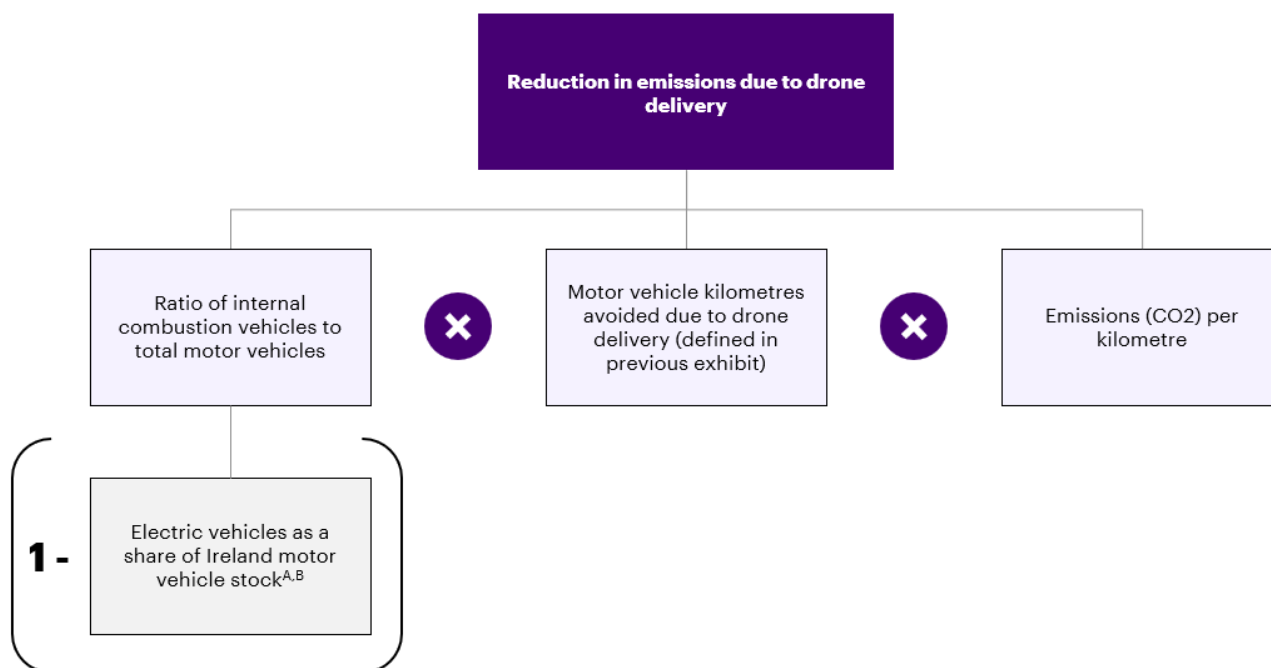 Reduction in emissions due to drone
delivery
Ratio of internal
combustion vehicles to
total motor vehicles
Motor vehicle kilometres
avoided due to drone
delivery (defined in
previous exhibit)
Emissions (CO2) per
kilometre
1 -
Electric vehicles as a
share of Ireland motor
vehicle stockA,B